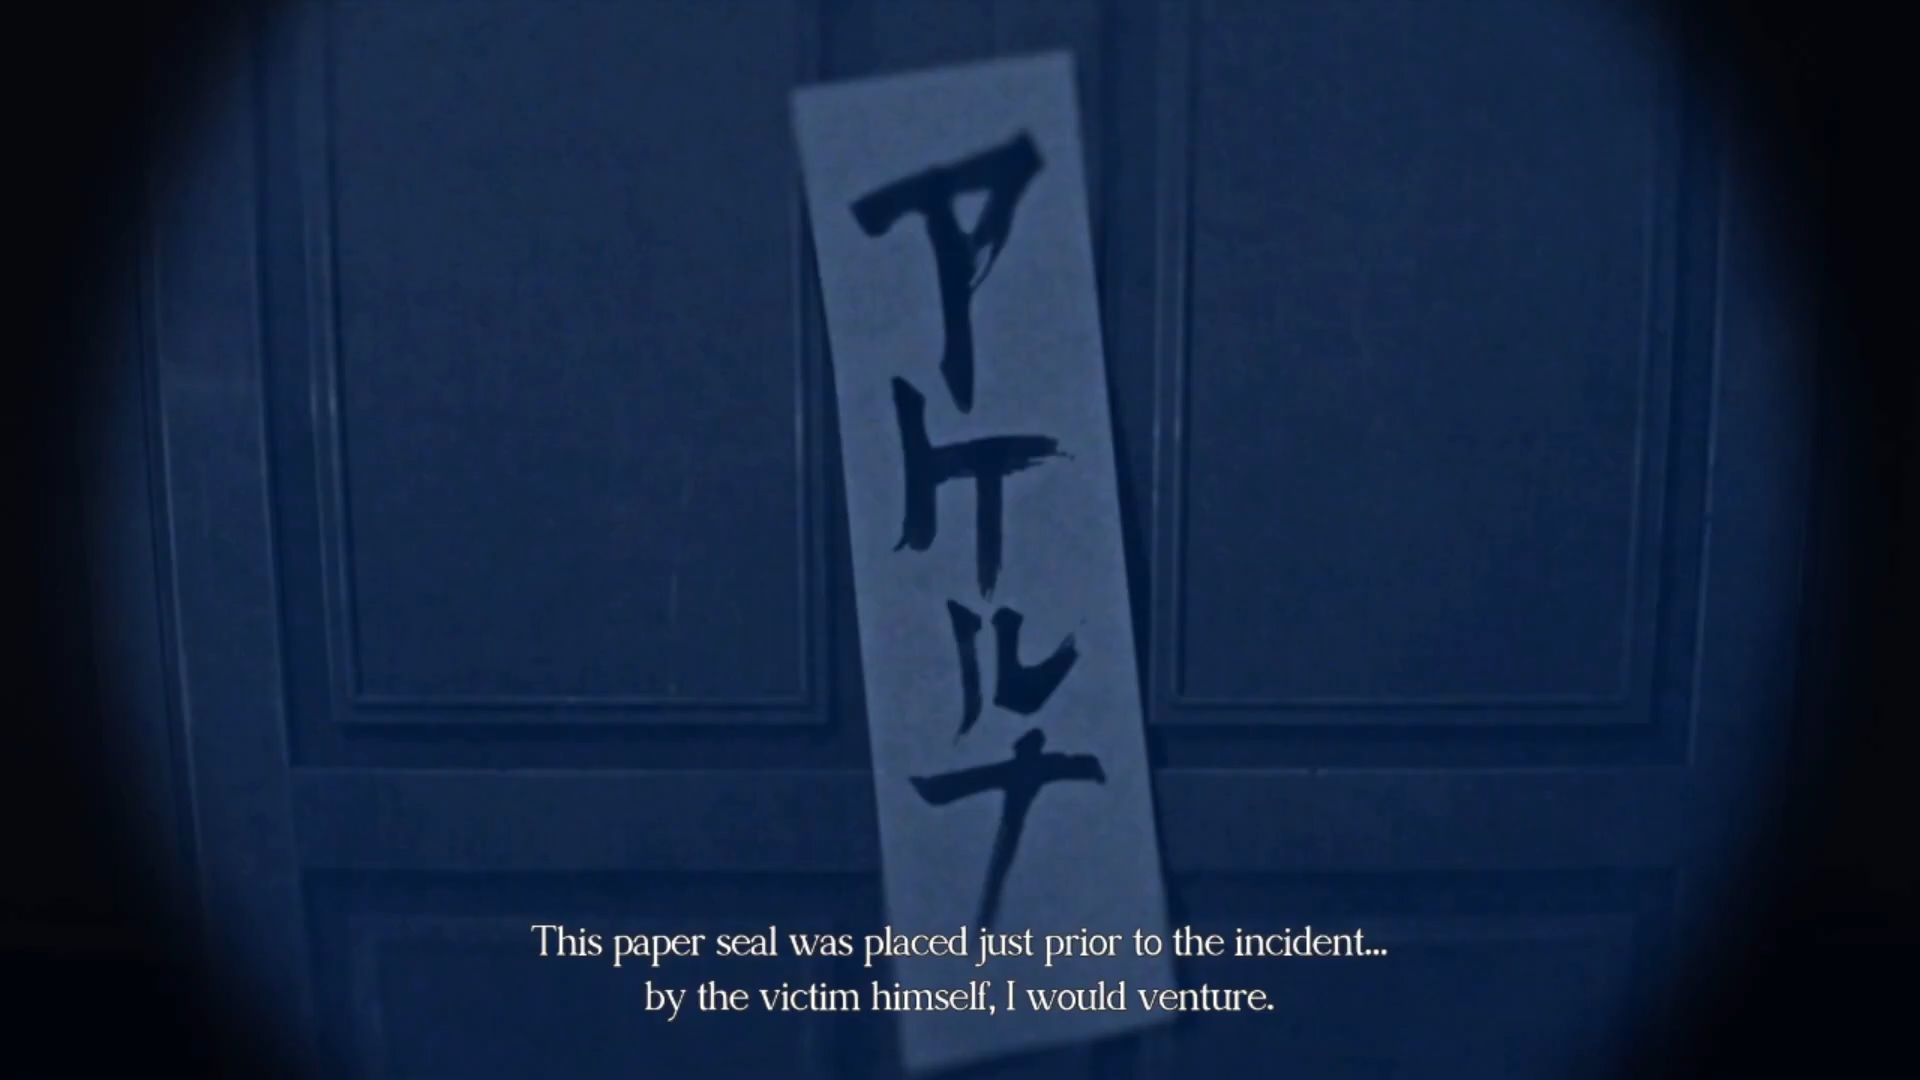 アケルナ
This paper seal was placed just prior to the incident...
by the victim himself, I would venture.